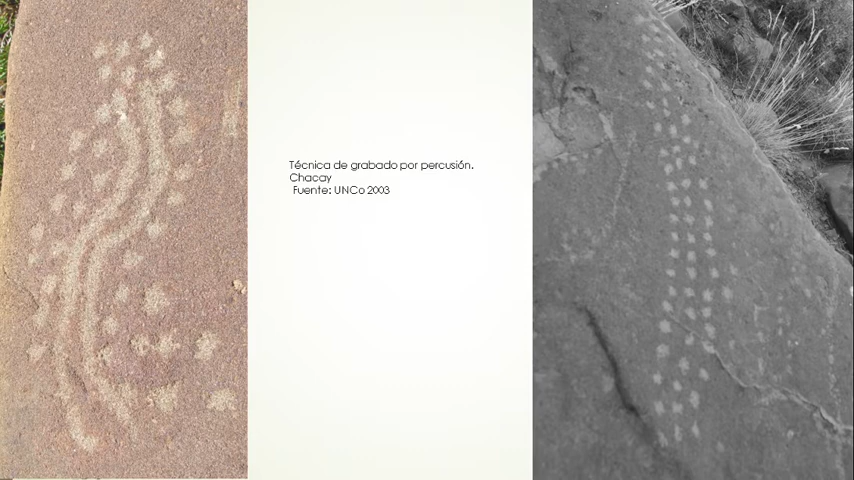 Técnica de grabado por percusión.
Chacay
Fuente: UNCo 2003